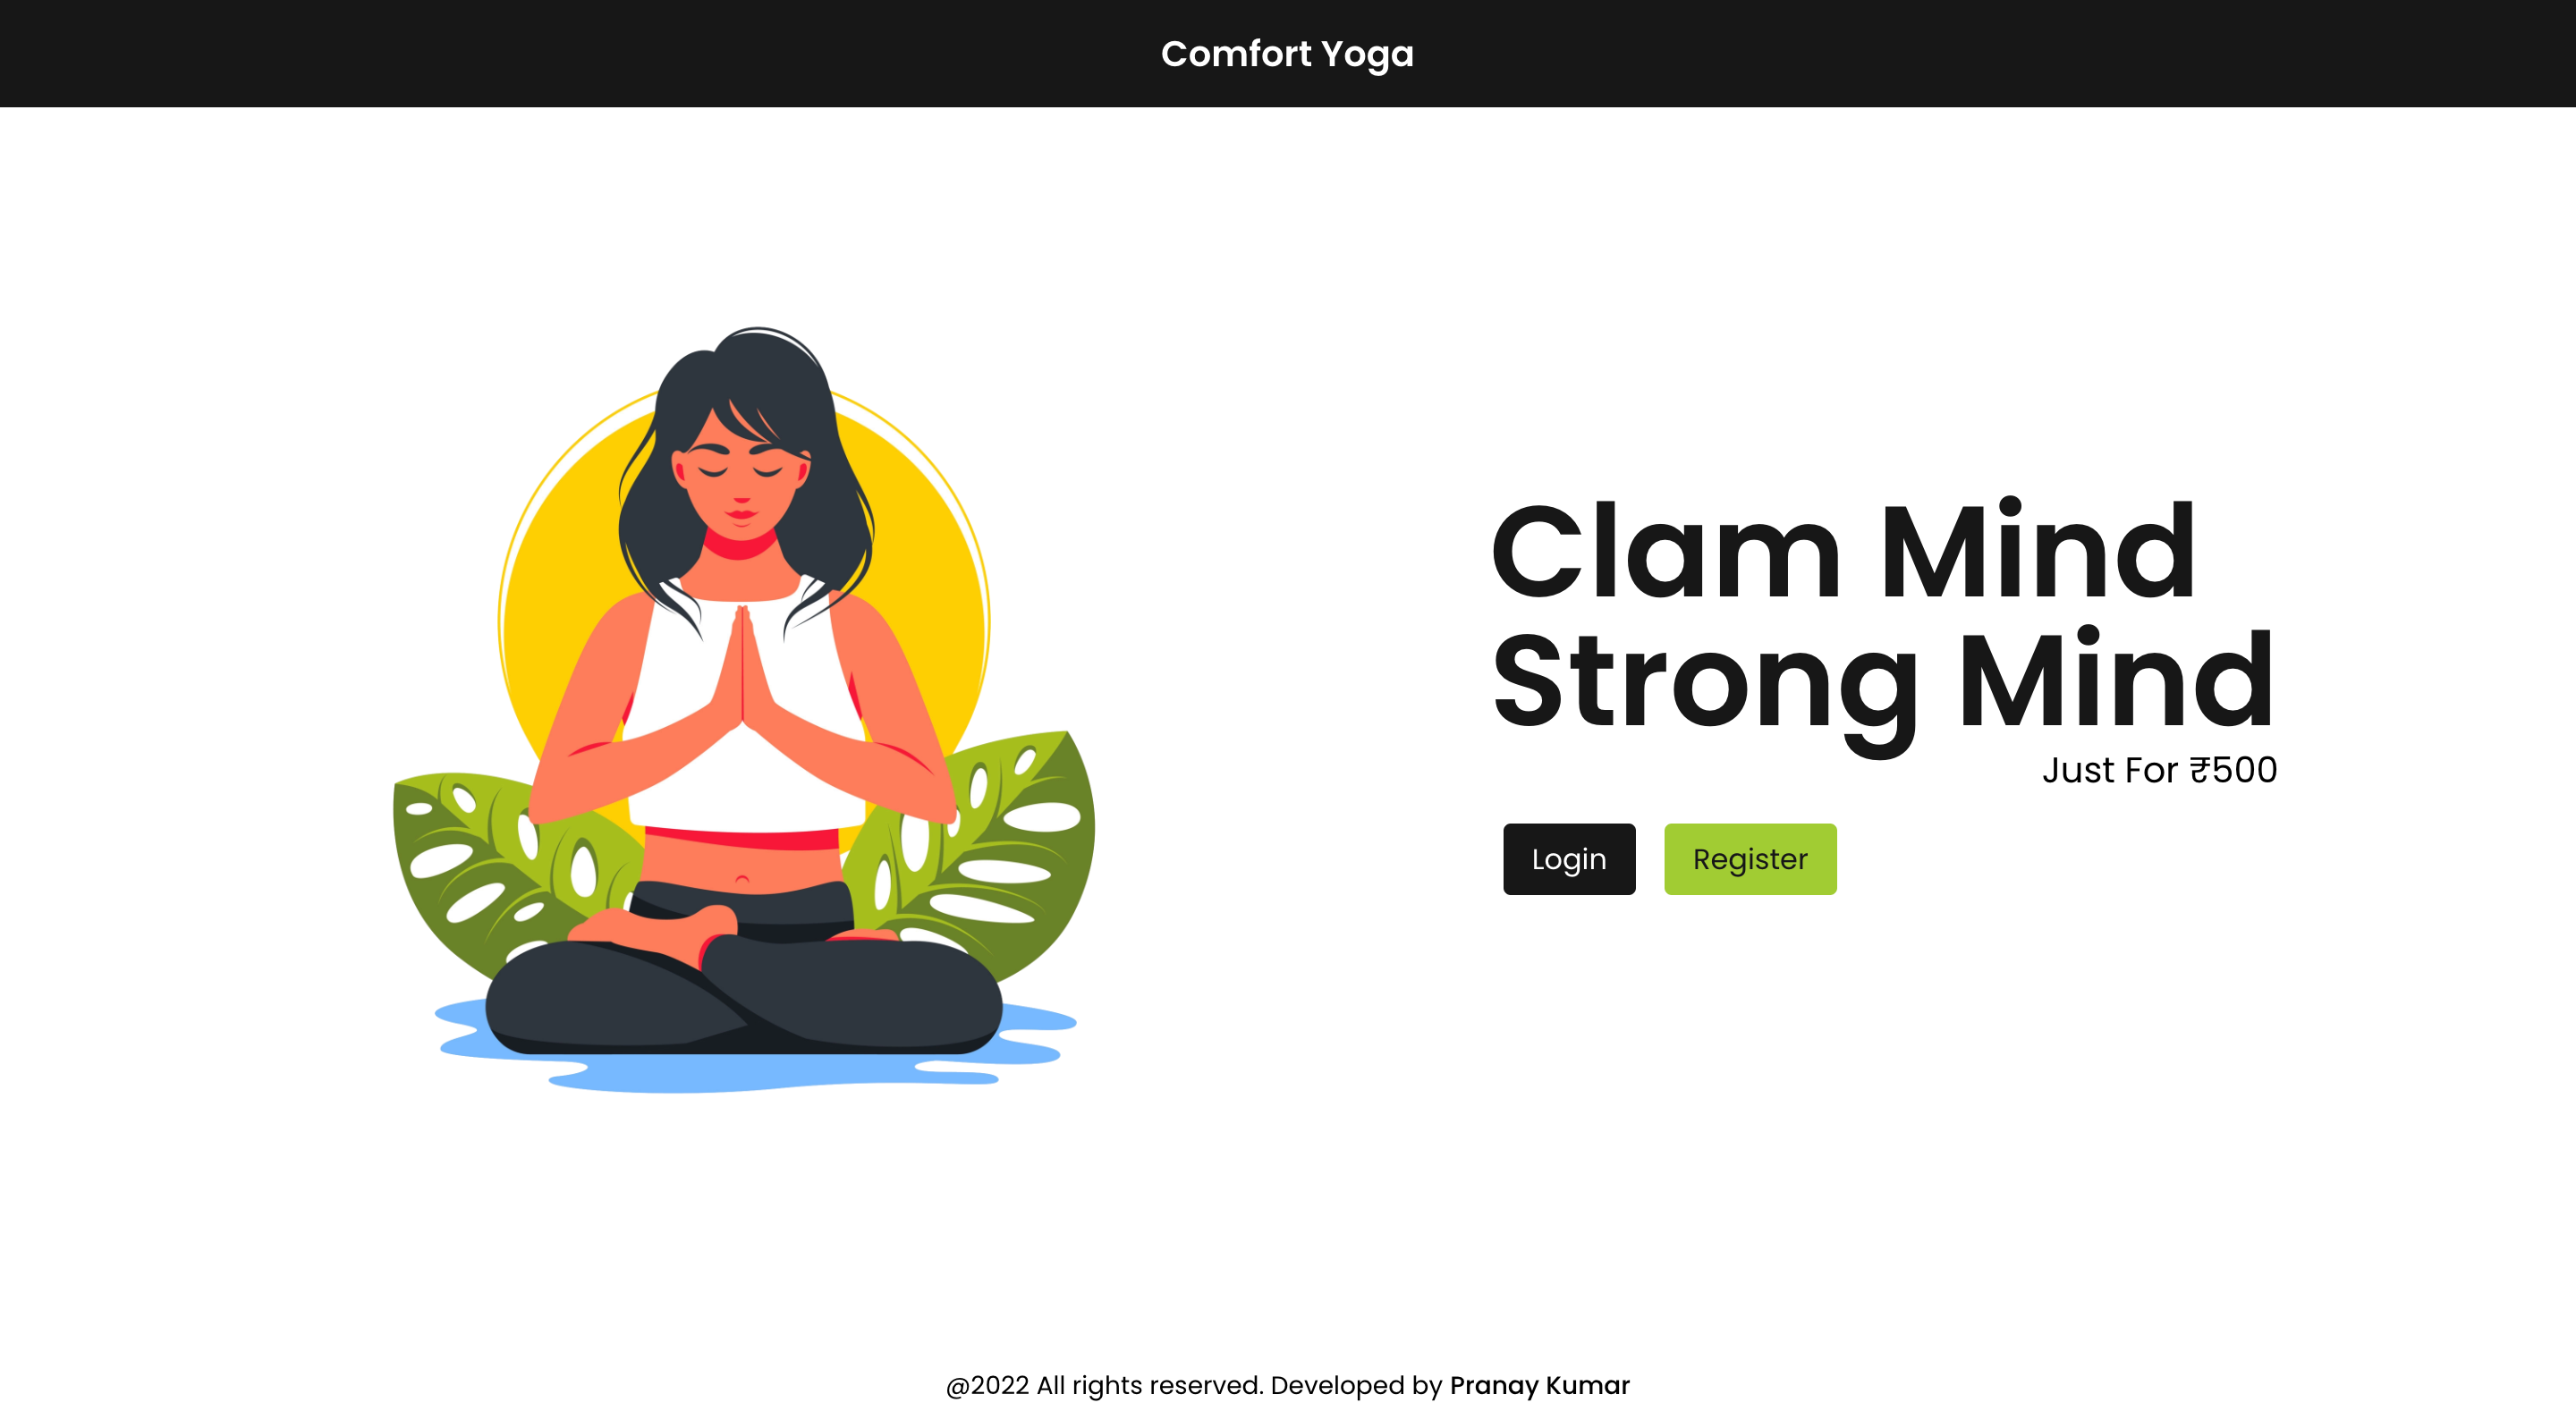 Comfort Yoga
Clam Mind
Strong Mind
Just For ₹500
Login
Register
@2022 All rights reserved. Developed by Pranay Kumar